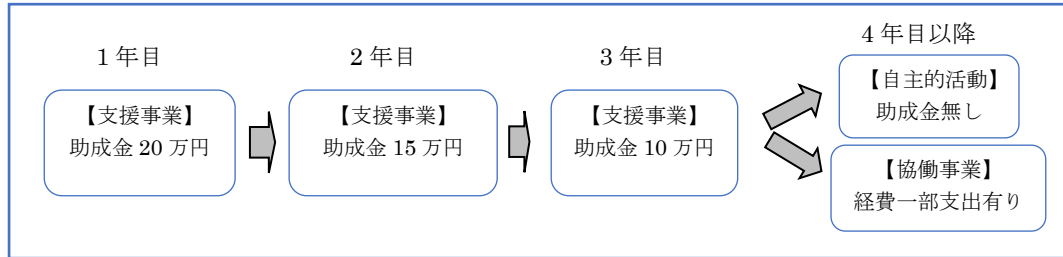 1 年目
【支援事業】
助成金 20 万円
2 年目
【支援事業】
助成金 15 万円
3 年目
【支援事業】
助成金 10 万円
4 年目以降
【自主的活動】
助成金無し
【協働事業】
経費一部支出有り